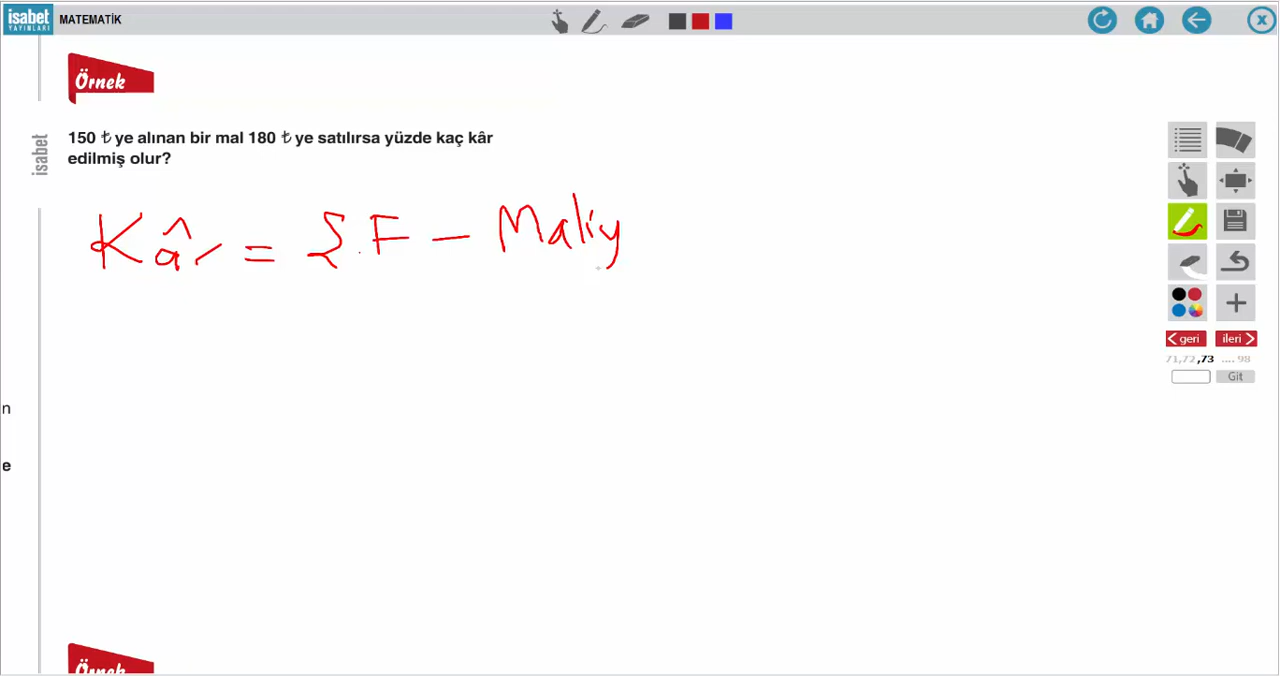 isabet
YAYINLARI
MATEMATİK
Örnek
isabet
150 ₺ ye alınan bir mal 180 ₺ ye satılırsa yüzde kaç kâr
edilmiş olur?
Kâr = S.F – Maliy
geri
ileri
71,72,73 .... 98
Git
n
e
Örnek